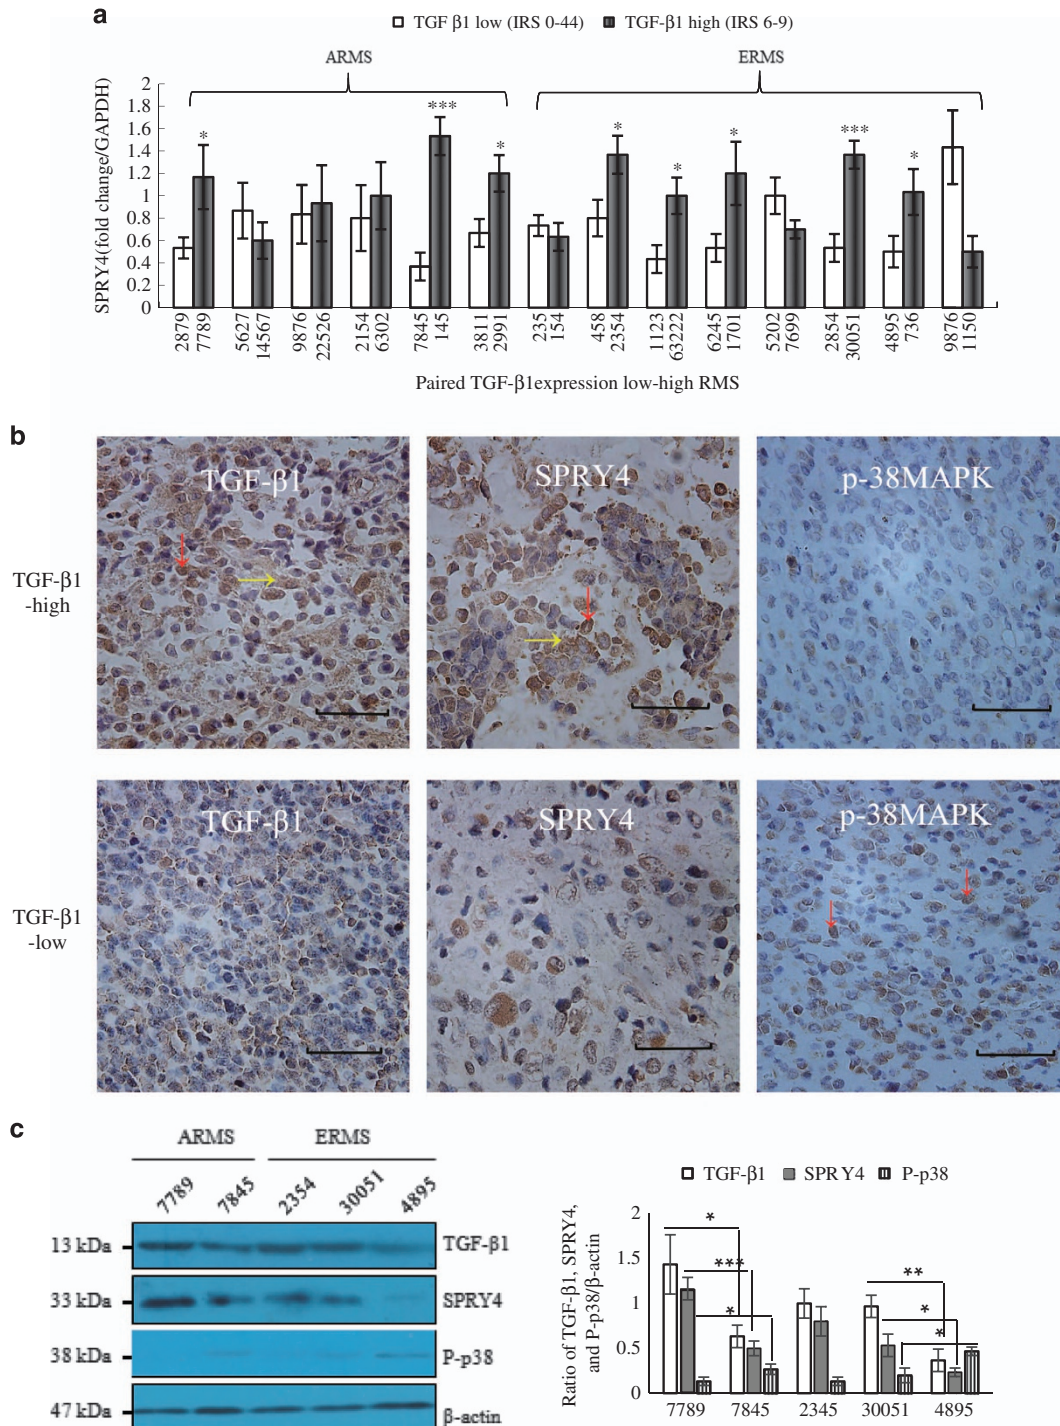 a
TGF β1 low (IRS 0-44) TGF-β1 high (IRS 6-9)
ARMS ERMS
SPRY4(fold change/GAPDH)
2
1.8
1.6
1.4
1.2
1
0.8
0.6
0.4
0.2
0
* *** * * * * *** *
2879 7789 5627 14567 9876 22526 2154 6302 7845 145 3811 2991 235 154 458 2354 1123 63222 6245 1701 5202 7699 2854 30051 4895 736 9876 1150
Paired TGF-β1expression low-high RMS
b
TGF-β1 SPRY4 p-38MAPK
TGF-β1
-high
TGF-β1 SPRY4 p-38MAPK
TGF-β1
-low
c
ARMS ERMS
7789 7845 2354 30051 4895
13 kDa TGF-β1
33 kDa SPRY4
38 kDa P-p38
47 kDa β-actin
TGF-β1 SPRY4 P-p38
Ratio of TGF-β1, SPRY4,
and P-p38/β-actin
2
1.5
1
0.5
0
* *** * ** * *
7789 7845 2345 30051 4895